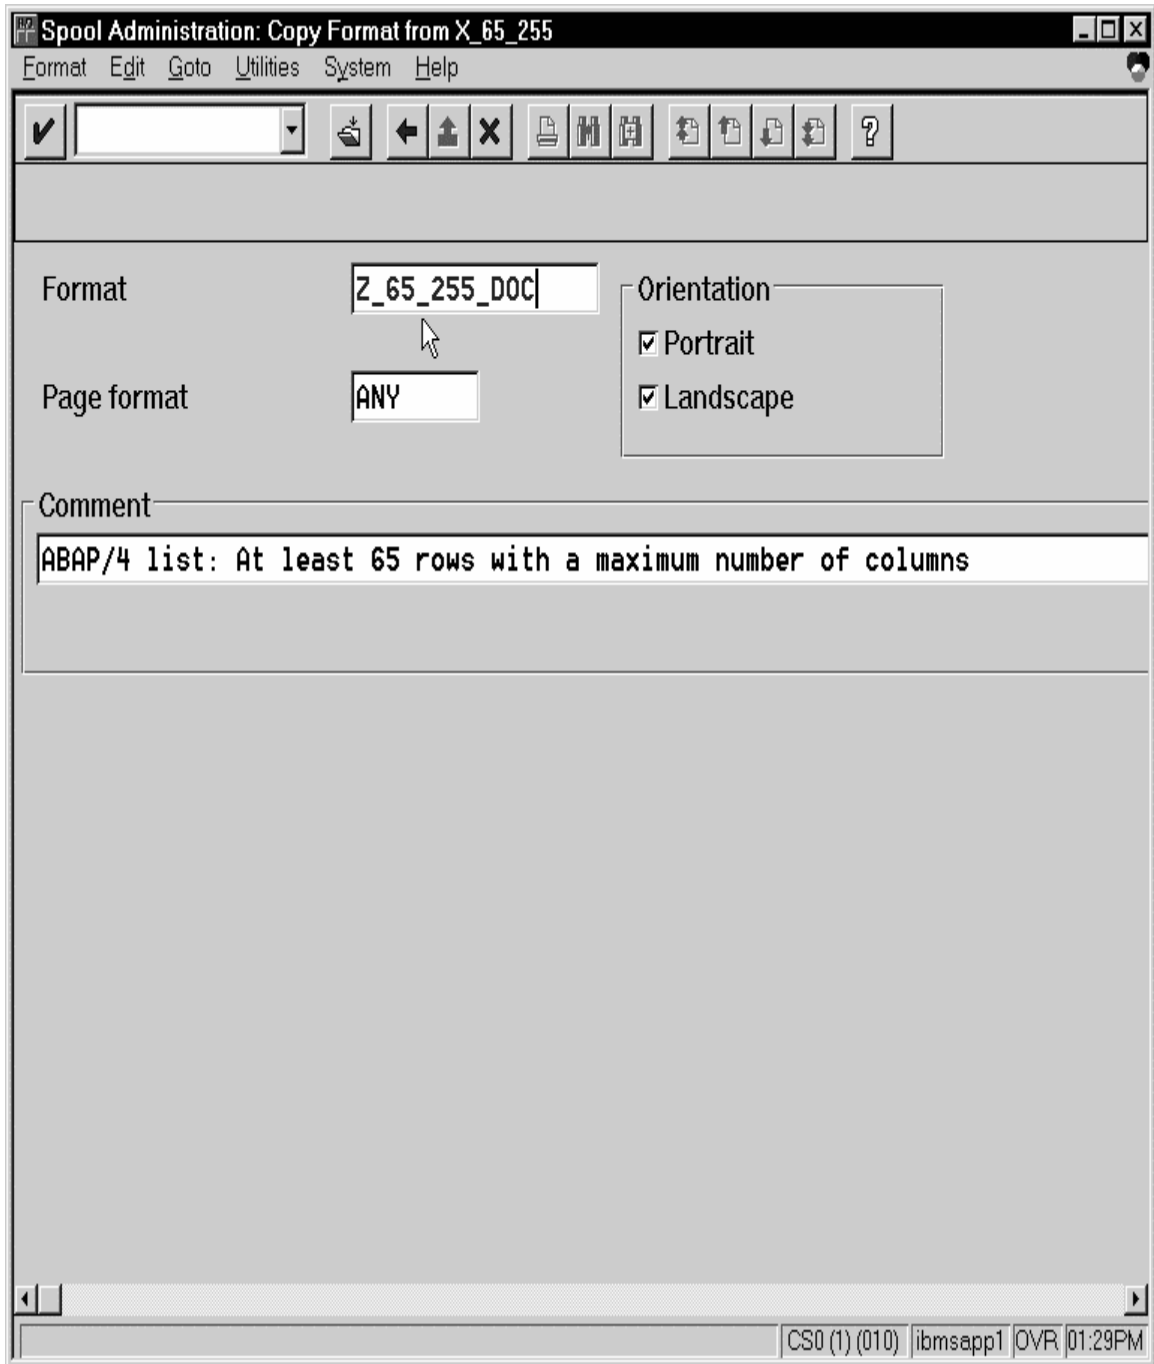 Spool Administration: Copy Format from X_65_255
Format Edit Goto Utilities System Help
Format Z_65_255_DOC Orientation
Portrait
Page format ANY Landscape
Comment
ABAP/4 list: At least 65 rows with a maximum number of columns
CS0 (1) (010) ibmsapp1 OVR 01:29PM